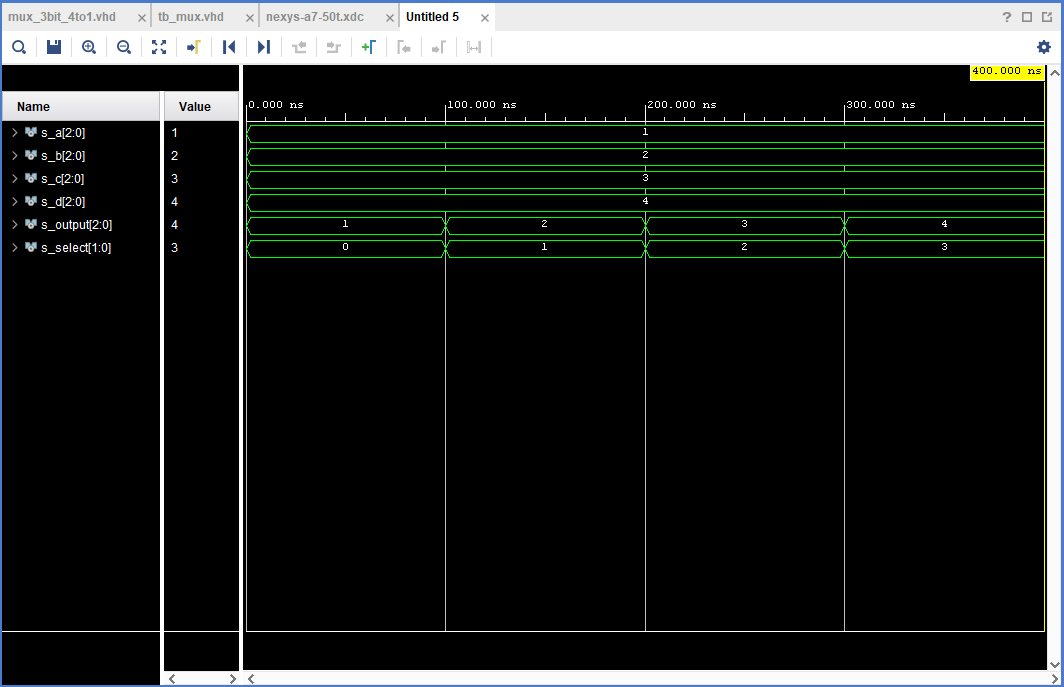 mux_3bit_4to1.vhd tb_mux.vhd nexys-a7-50t.xdc Untitled 5
400.000 ns
Name Value 0.000 ns 100.000 ns 200.000 ns 300.000 ns
s_a[2:0] 1 1
s_b[2:0] 2 2
s_c[2:0] 3 3
s_d[2:0] 4 4
s_output[2:0] 4 1 2 3 4
s_select[1:0] 3 0 1 2 3